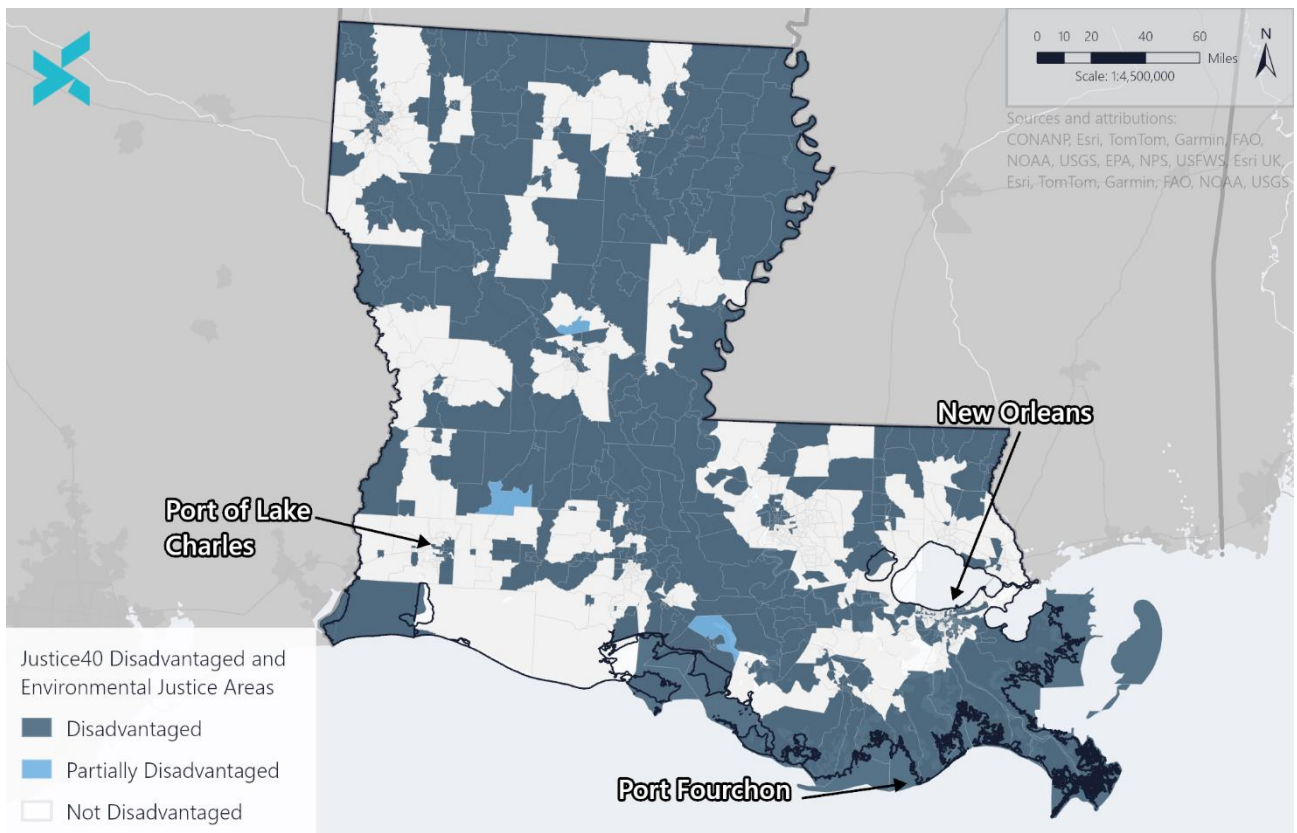 0 10 20 40 60
Miles
Scale: 1:4,500,000
N
Sources and attributions:
CONANP, Esri, TomTom, Garmin, FAO,
NOAA, USGS, EPA, NPS, USFWS, Esri UK,
Esri, TomTom, Garmin, FAO, NOAA, USGS
New Orleans
Port of Lake
Charles
Port Fourchon
Justice40 Disadvantaged and
Environmental Justice Areas
Disadvantaged
Partially Disadvantaged
Not Disadvantaged